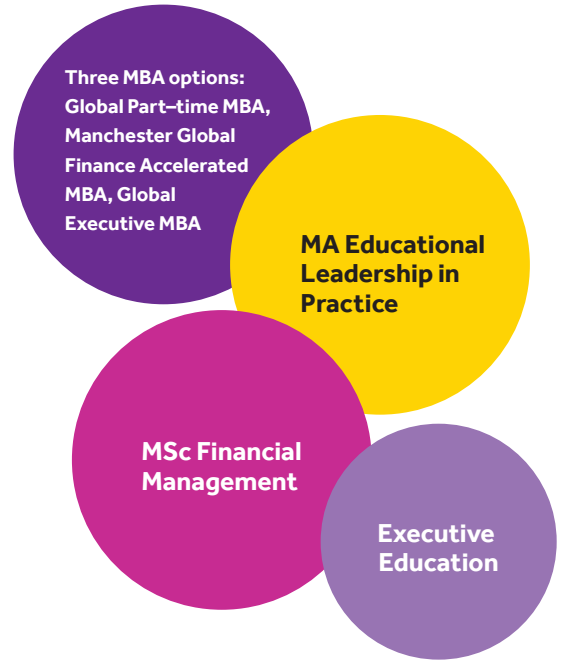 Three MBA options:
Global Part–time MBA,
Manchester Global
Finance Accelerated
MBA, Global
Executive MBA
MA Educational
Leadership in
Practice
MSc Financial
Management
Executive
Education